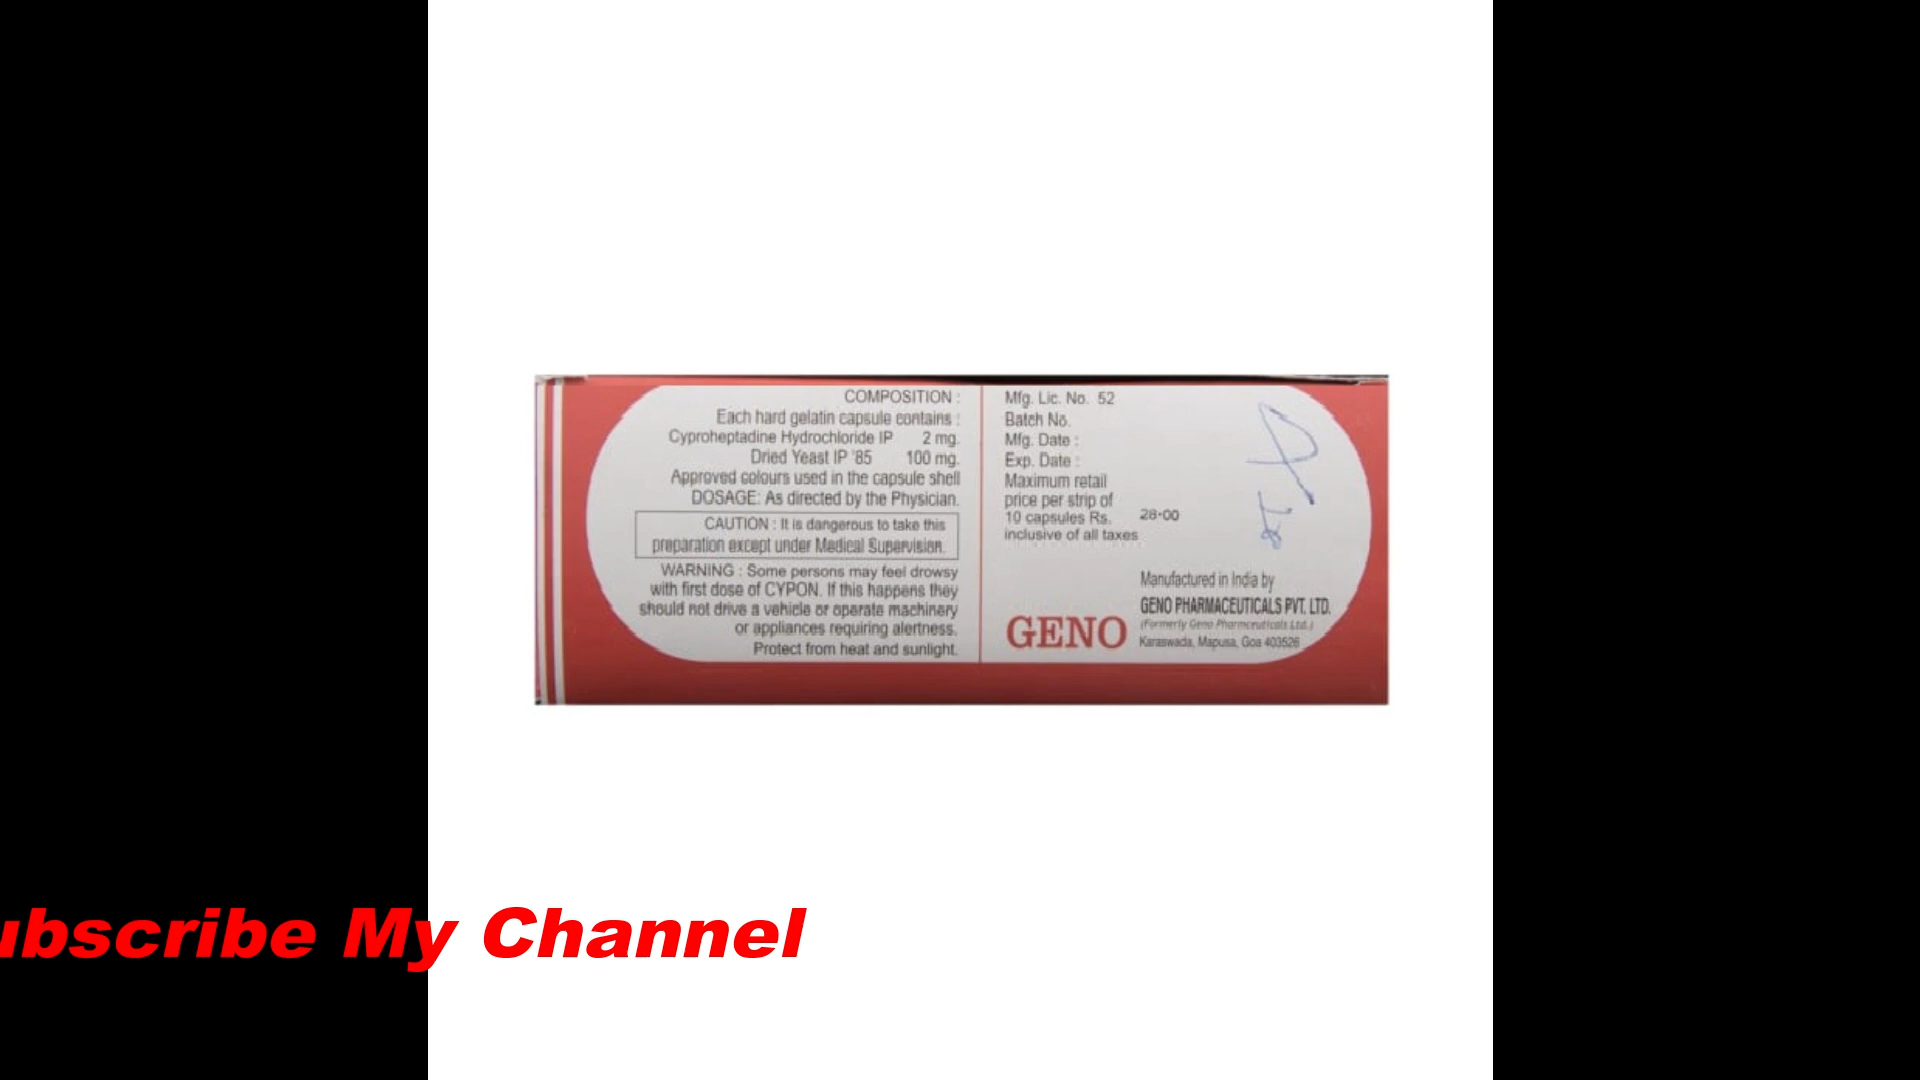 COMPOSITION :
Each hard gelatin capsule contains :
Cyproheptadine Hydrochloride IP 2 mg.
Dried Yeast IP '85 100 mg.
Approved colours used in the capsule shell
DOSAGE: As directed by the Physician.
CAUTION : It is dangerous to take this
preparation except under Medical Supervision.
WARNING : Some persons may feel drowsy
with first dose of CYPON. If this happens they
should not drive a vehicle or operate machinery
or appliances requiring alertness.
Protect from heat and sunlight.
Mfg. Lic. No. 52
Batch No.
Mfg. Date :
Exp. Date :
Maximum retail
price per strip of
10 capsules Rs. 28·00
inclusive of all taxes
GENO
Manufactured in India by
GENO PHARMACEUTICALS PVT. LTD.
(Formerly Geno Pharmaceuticals Ltd.)
Karaswada, Mapusa, Goa 403526
ubscribe My Channel